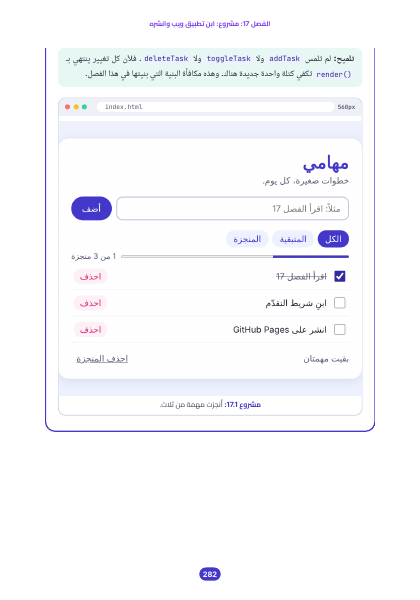 الفصل 17: مشروع: ابن تطبيق ويب وانشره
تلميح: لم تلمس addTask ولا toggleTask ولا deleteTask. فلأن كل تغيير ينتهي بـ
render() تكفي كتلة واحدة جديدة هناك. وهذه مكافأة البنية التي بنيتها في هذا الفصل.
index.html
560px
مهامي
خطوات صغيرة، كل يوم.
مثلاً: اقرأ الفصل 17
أضف
الكل
المتبقية
المنجزة
1 من 3 منجزة
اقرأ الفصل 17
احذف
ابنِ شريط التقدّم
احذف
انشر على GitHub Pages
احذف
بقيت مهمتان
احذف المنجزة
مشروع 17.1: أنجزت مهمة من ثلاث.
282